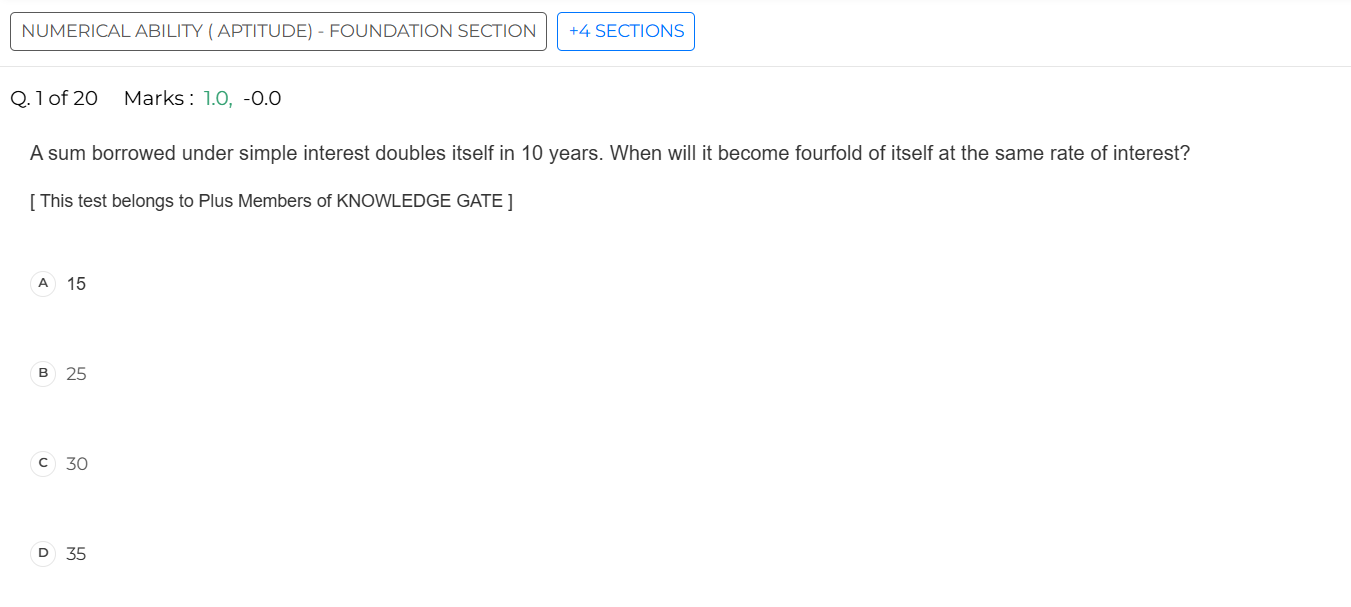 NUMERICAL ABILITY ( APTITUDE) - FOUNDATION SECTION +4 SECTIONS
Q. 1 of 20 Marks : 1.0, -0.0
A sum borrowed under simple interest doubles itself in 10 years. When will it become fourfold of itself at the same rate of interest?
[ This test belongs to Plus Members of KNOWLEDGE GATE ]
A 15
B 25
C 30
D 35